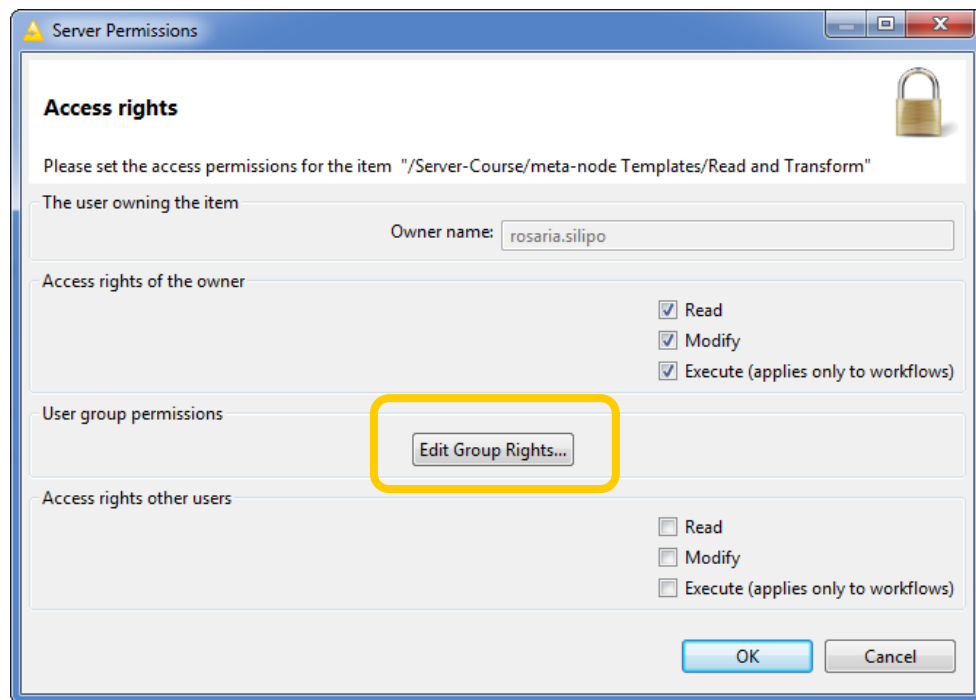 Server Permissions
Access rights
Please set the access permissions for the item "/Server-Course/meta-node Templates/Read and Transform"
The user owning the item
Owner name: rosaria.silipo
Access rights of the owner
Read
Modify
Execute (applies only to workflows)
User group permissions
Edit Group Rights...
Access rights other users
Read
Modify
Execute (applies only to workflows)
OK Cancel